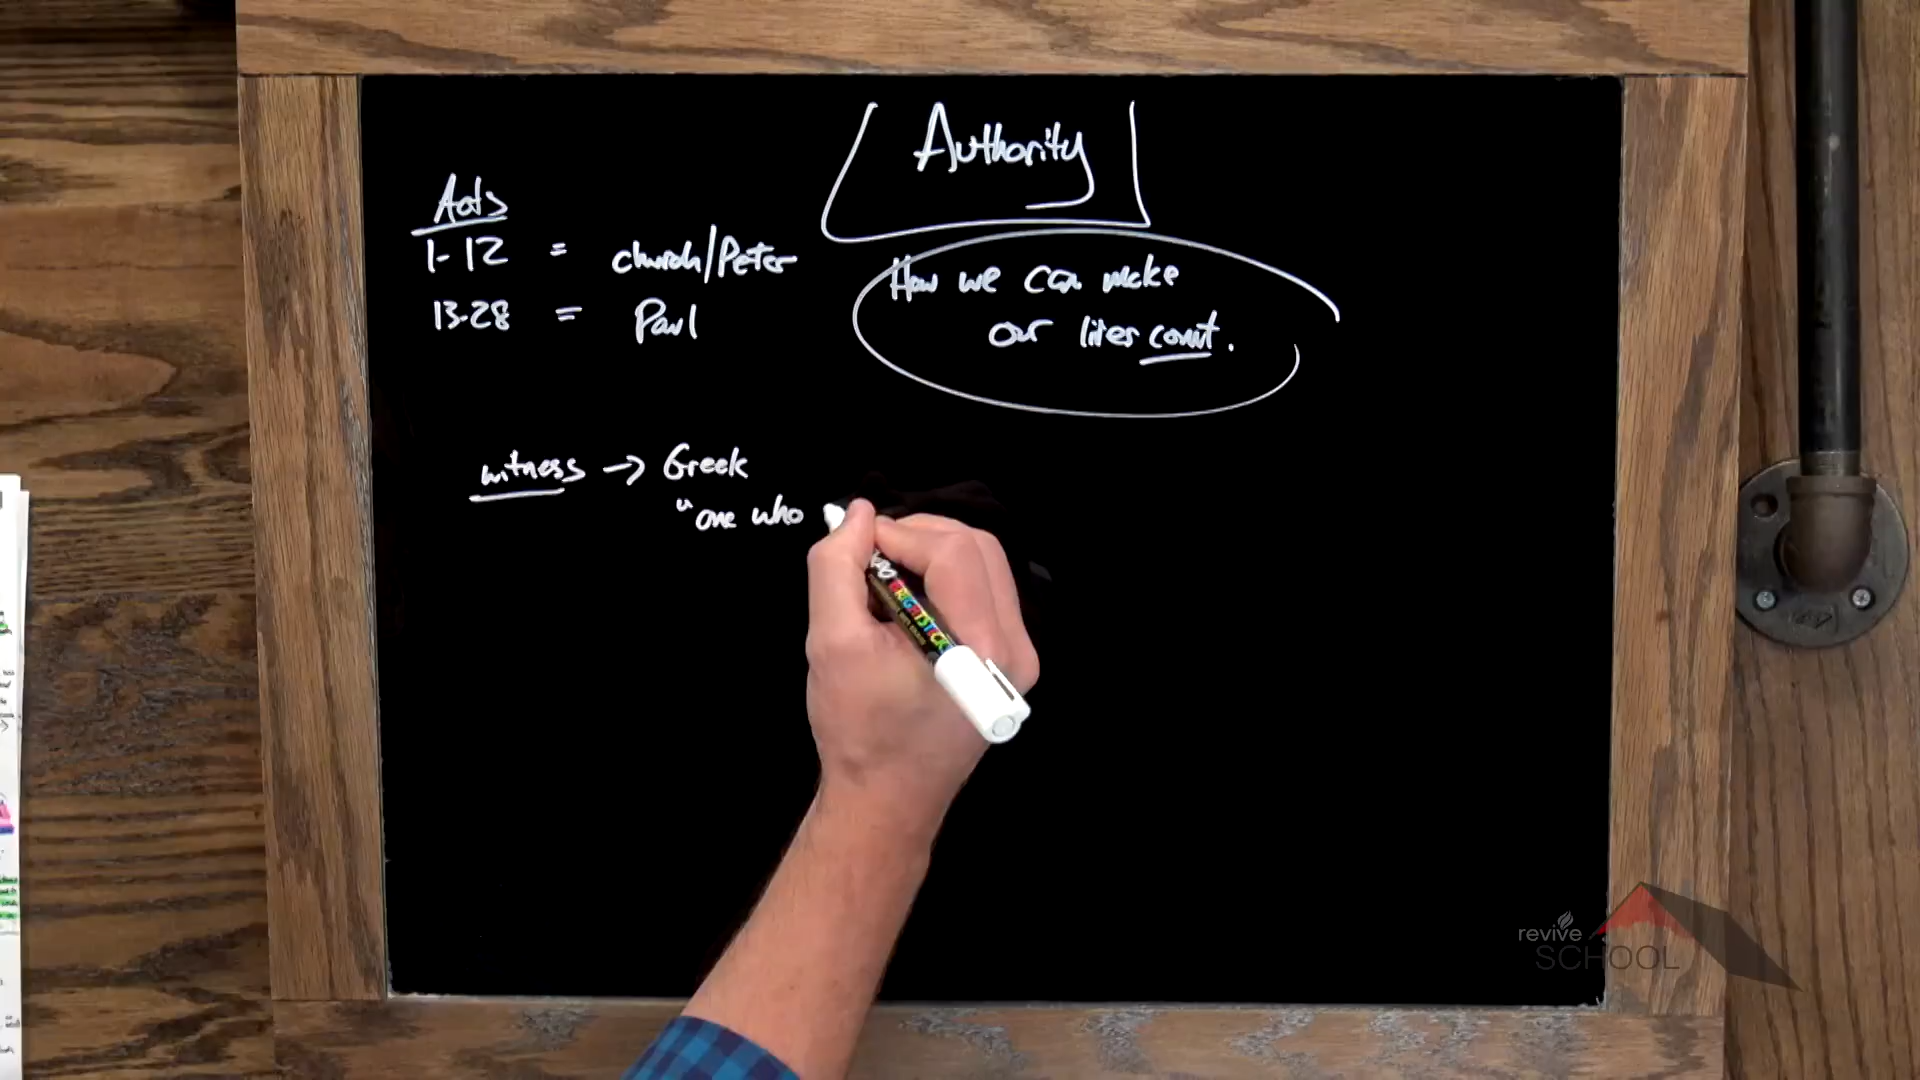 Authority
Acts
1-12 = church/Peter
13-28 = Paul
How we can make
our lives count.
witness → Greek
"one who
BRIGHTSTICK
revive
SCHOOL